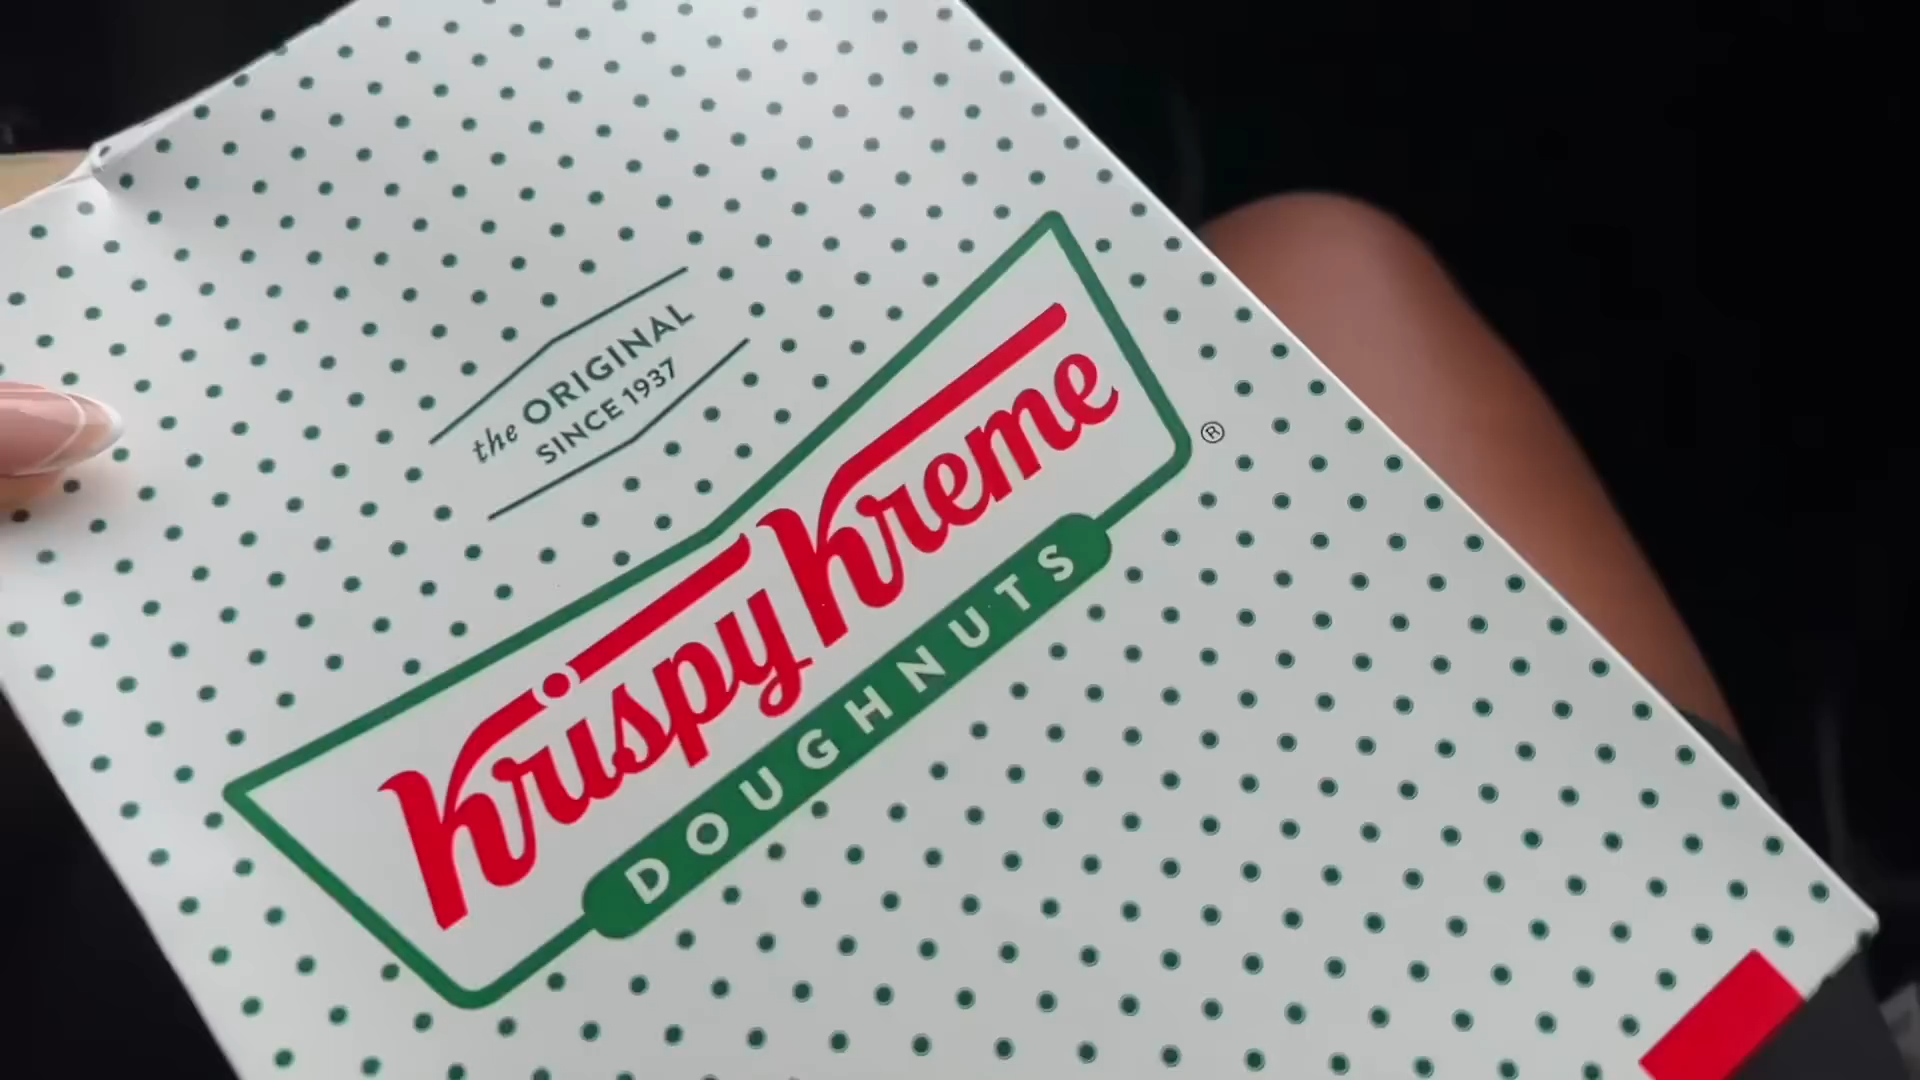 the ORIGINAL
SINCE 1937
Krispy Kreme
®
DOUGHNUTS